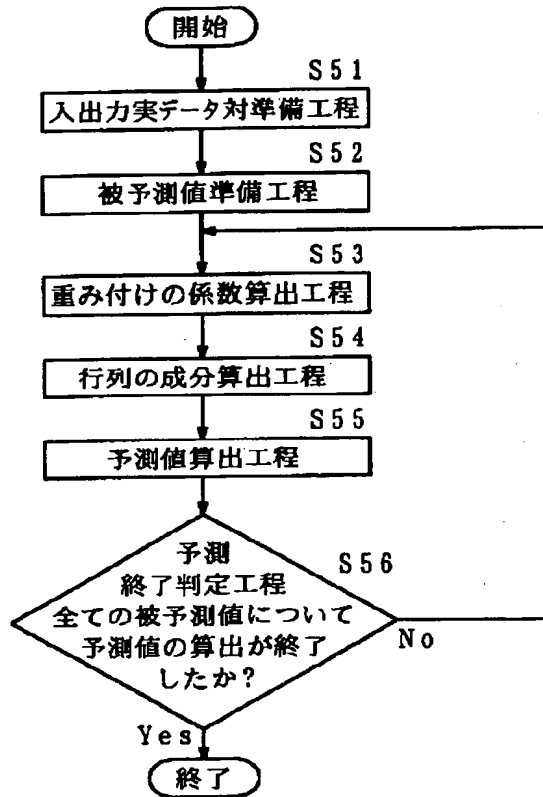 開始
S51
入出力実データ対準備工程
S52
被予測値準備工程
S53
重み付けの係数算出工程
S54
行列の成分算出工程
S55
予測値算出工程
S56
予測
終了判定工程
全ての被予測値について
予測値の算出が終了
したか?
No
Yes
終了